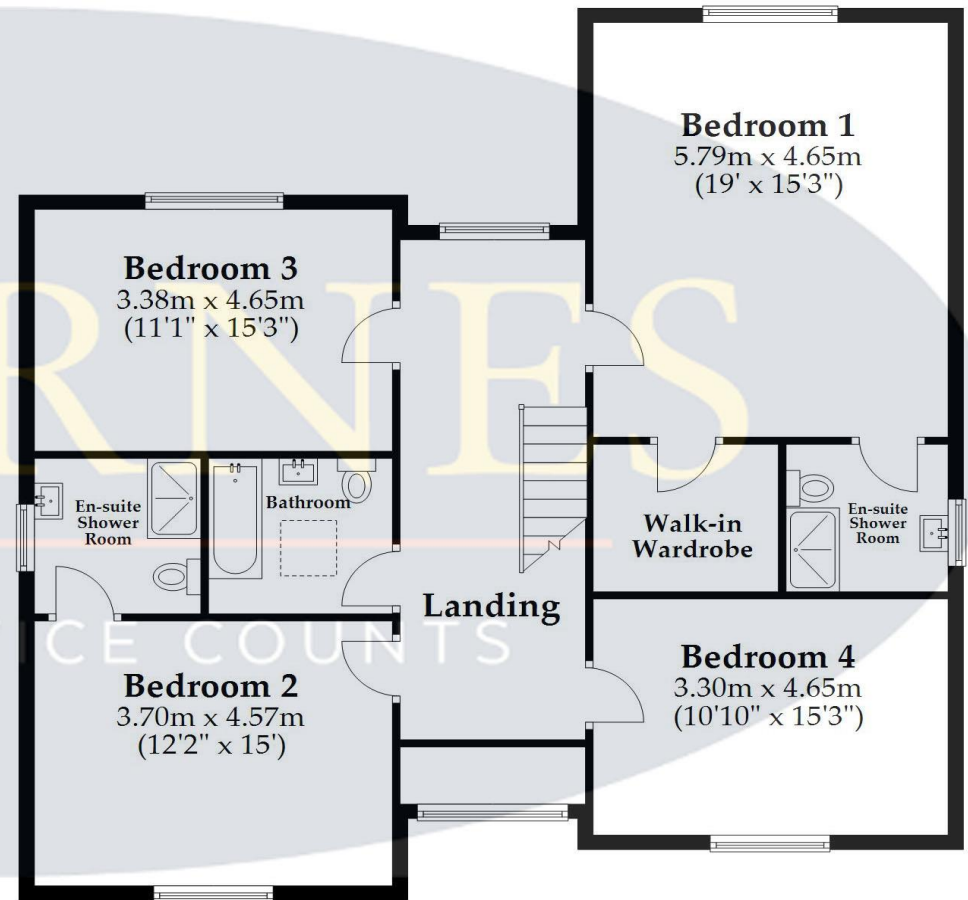 Bedroom 1
5.79m x 4.65m
(19' x 15'3")
Bedroom 3
3.38m x 4.65m
(11'1" x 15'3")
RNES
En-suite
Shower
Room
Bathroom
Walk-in
Wardrobe
En-suite
Shower
Room
Landing
ICE COUNTS
Bedroom 2
3.70m x 4.57m
(12'2" x 15')
Bedroom 4
3.30m x 4.65m
(10'10" x 15'3")